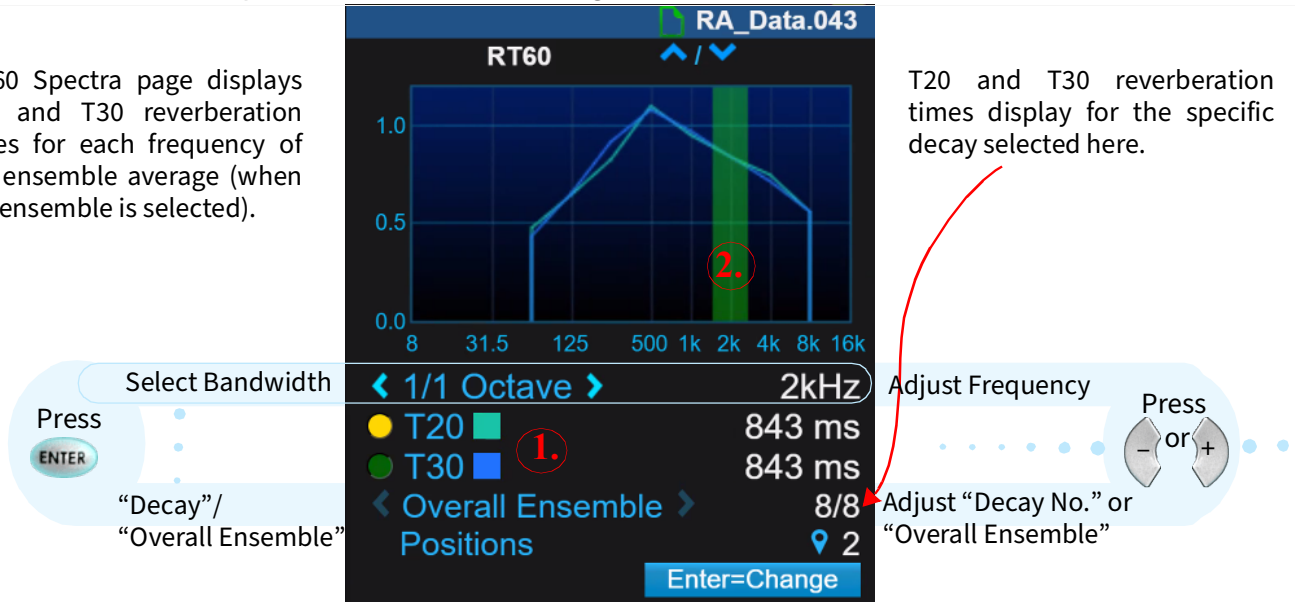 RA_Data.043
RT60
/
60 Spectra page displays
and T30 reverberation
es for each frequency of
ensemble average (when
ensemble is selected).
T20 and T30 reverberation
times display for the specific
decay selected here.
1.0
0.5
0.0
2.
8 31.5 125 500 1k 2k 4k 8k 16k
Select Bandwidth
1/1 Octave
2kHz
Adjust Frequency
Press
ENTER
T20
843 ms
1.
T30
843 ms
Press
or
– +
“Decay”/
“Overall Ensemble”
Overall Ensemble
8/8
Adjust “Decay No.” or
“Overall Ensemble”
Positions
2
Enter=Change